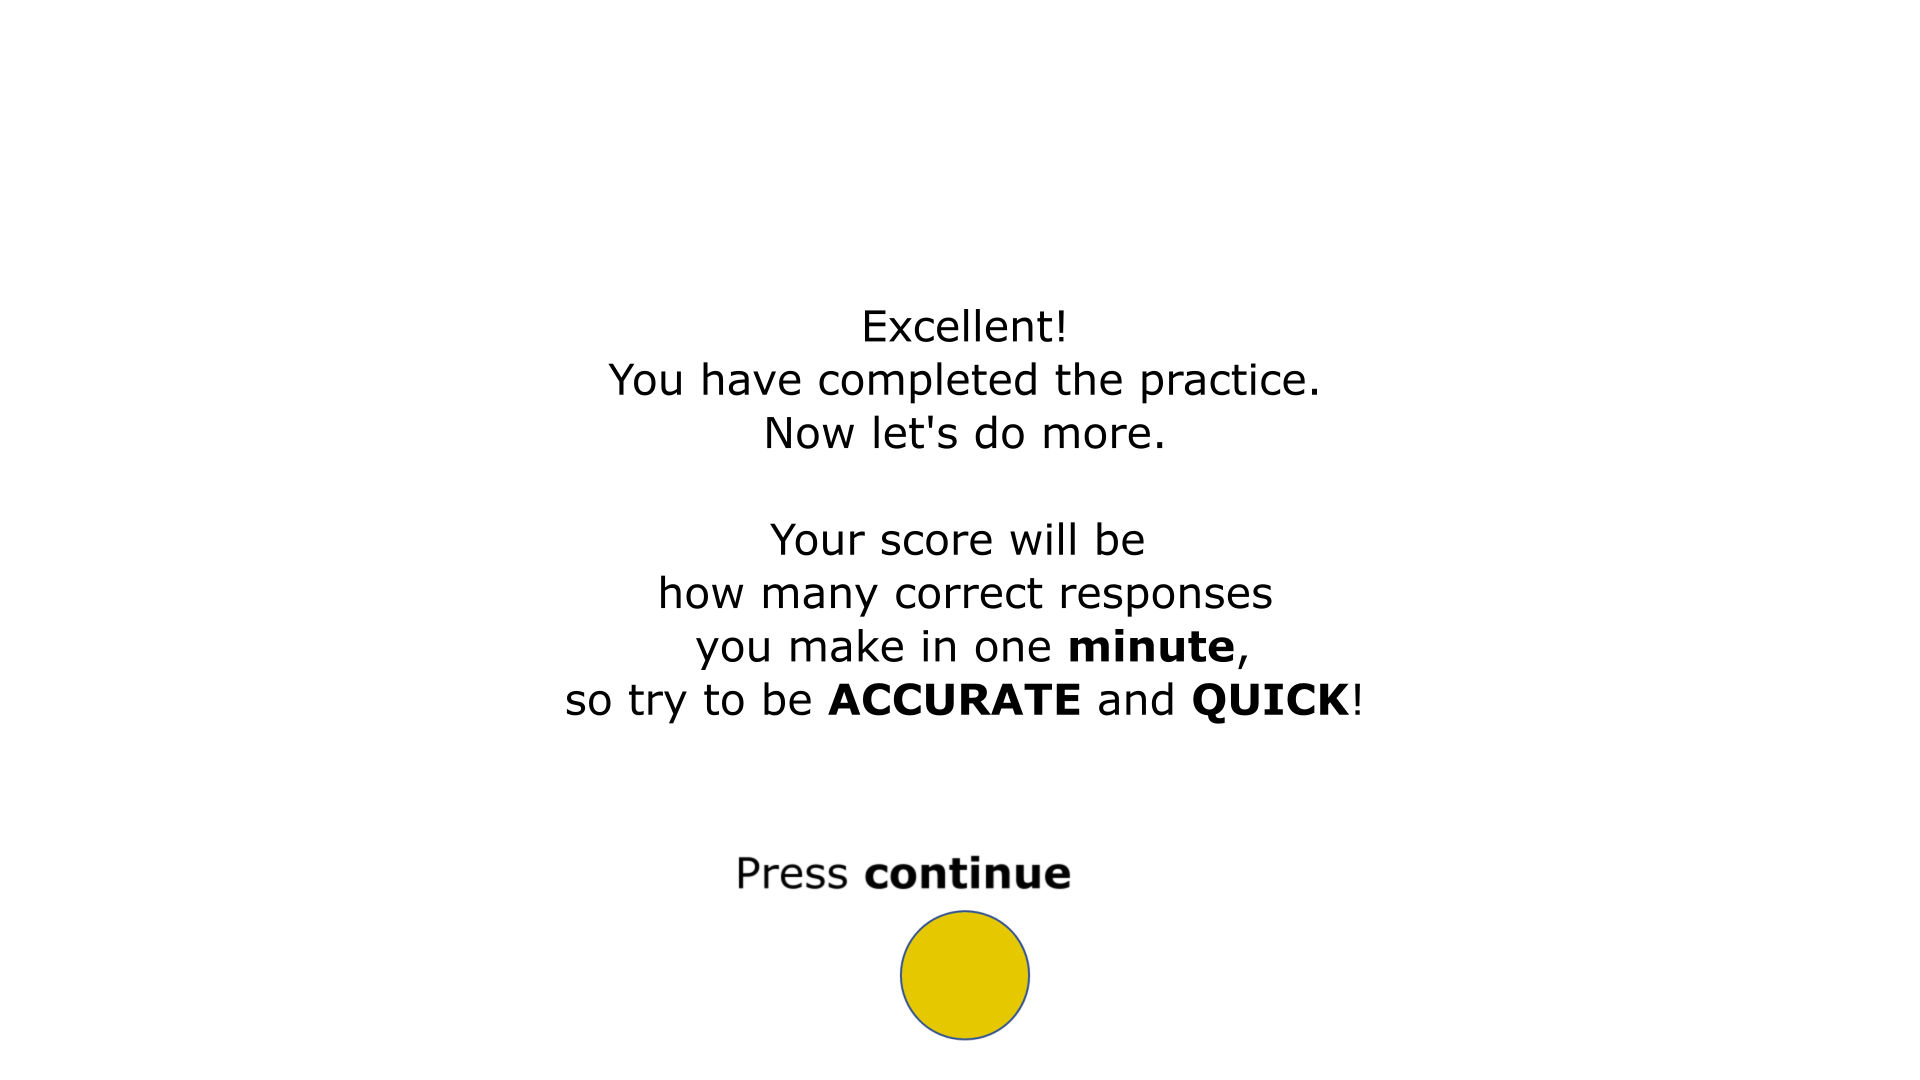 Excellent!
You have completed the practice.
Now let's do more.
Your score will be
how many correct responses
you make in one minute,
so try to be ACCURATE and QUICK!
Press continue